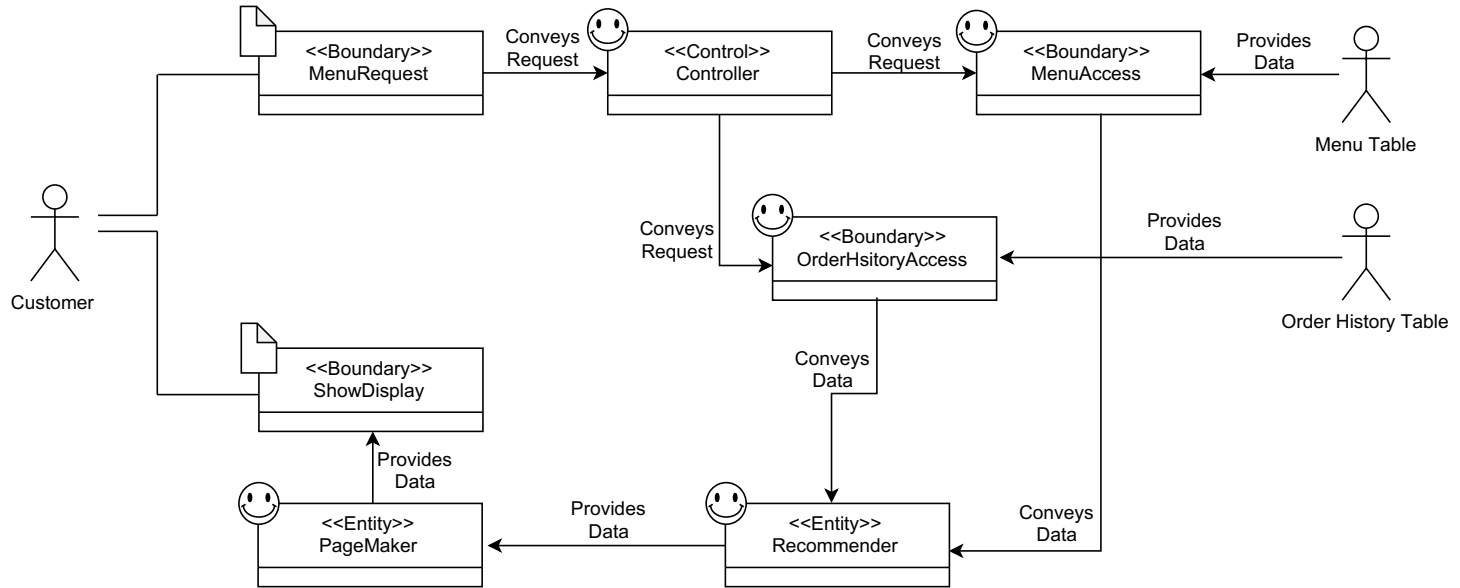 <<Boundary>>
MenuRequest
Conveys
Request
<<Control>>
Controller
Conveys
Request
<<Boundary>>
MenuAccess
Provides
Data
Menu Table
Customer
Conveys
Request
<<Boundary>>
OrderHsitoryAccess
Provides
Data
Order History Table
<<Boundary>>
ShowDisplay
Conveys
Data
Provides
Data
<<Entity>>
PageMaker
Provides
Data
<<Entity>>
Recommender
Conveys
Data